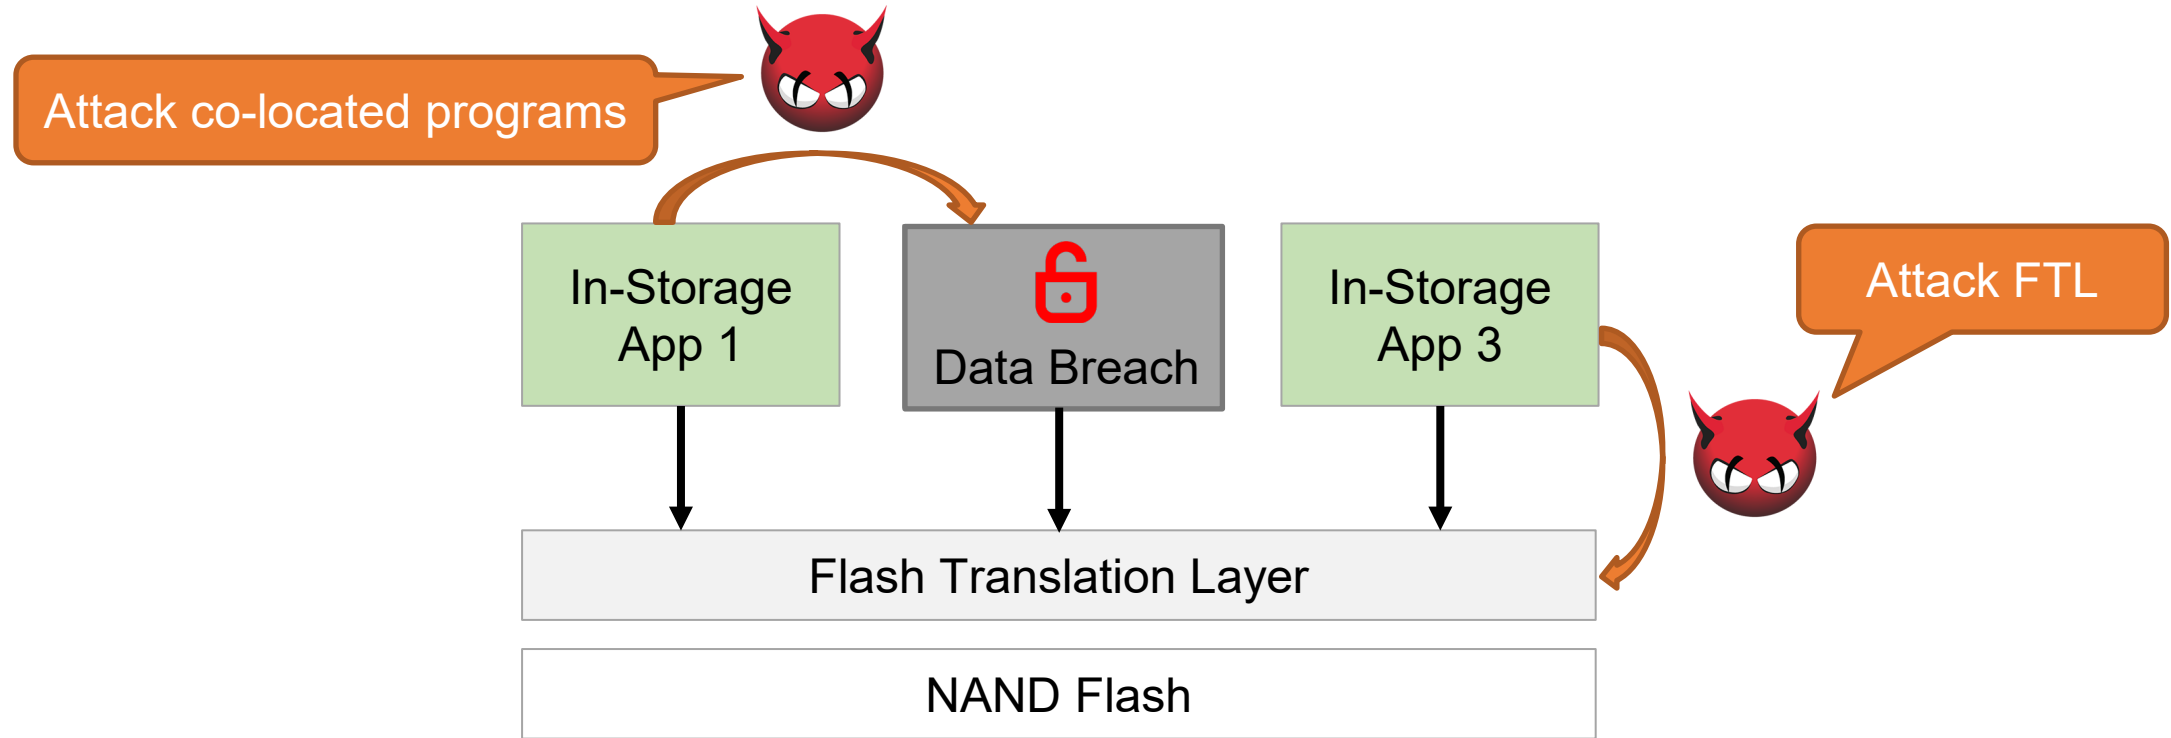 Attack co-located programs
In-Storage
App 1
Data Breach
In-Storage
App 3
Attack FTL
Flash Translation Layer
NAND Flash